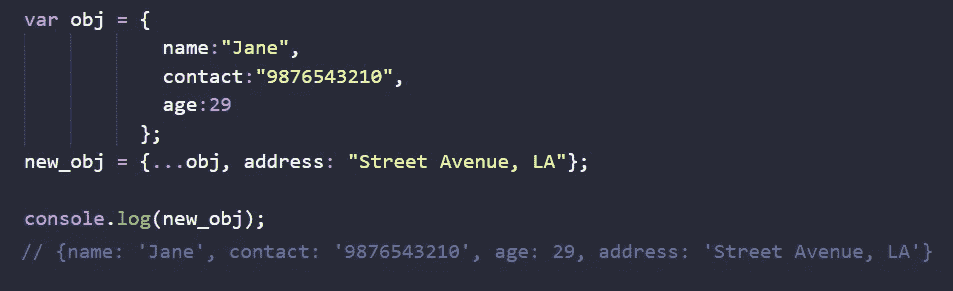 var obj = {
name:"Jane",
contact:"9876543210",
age:29
};
new_obj = {...obj, address: "Street Avenue, LA"};
console.log(new_obj);
// {name: 'Jane', contact: '9876543210', age: 29, address: 'Street Avenue, LA'}